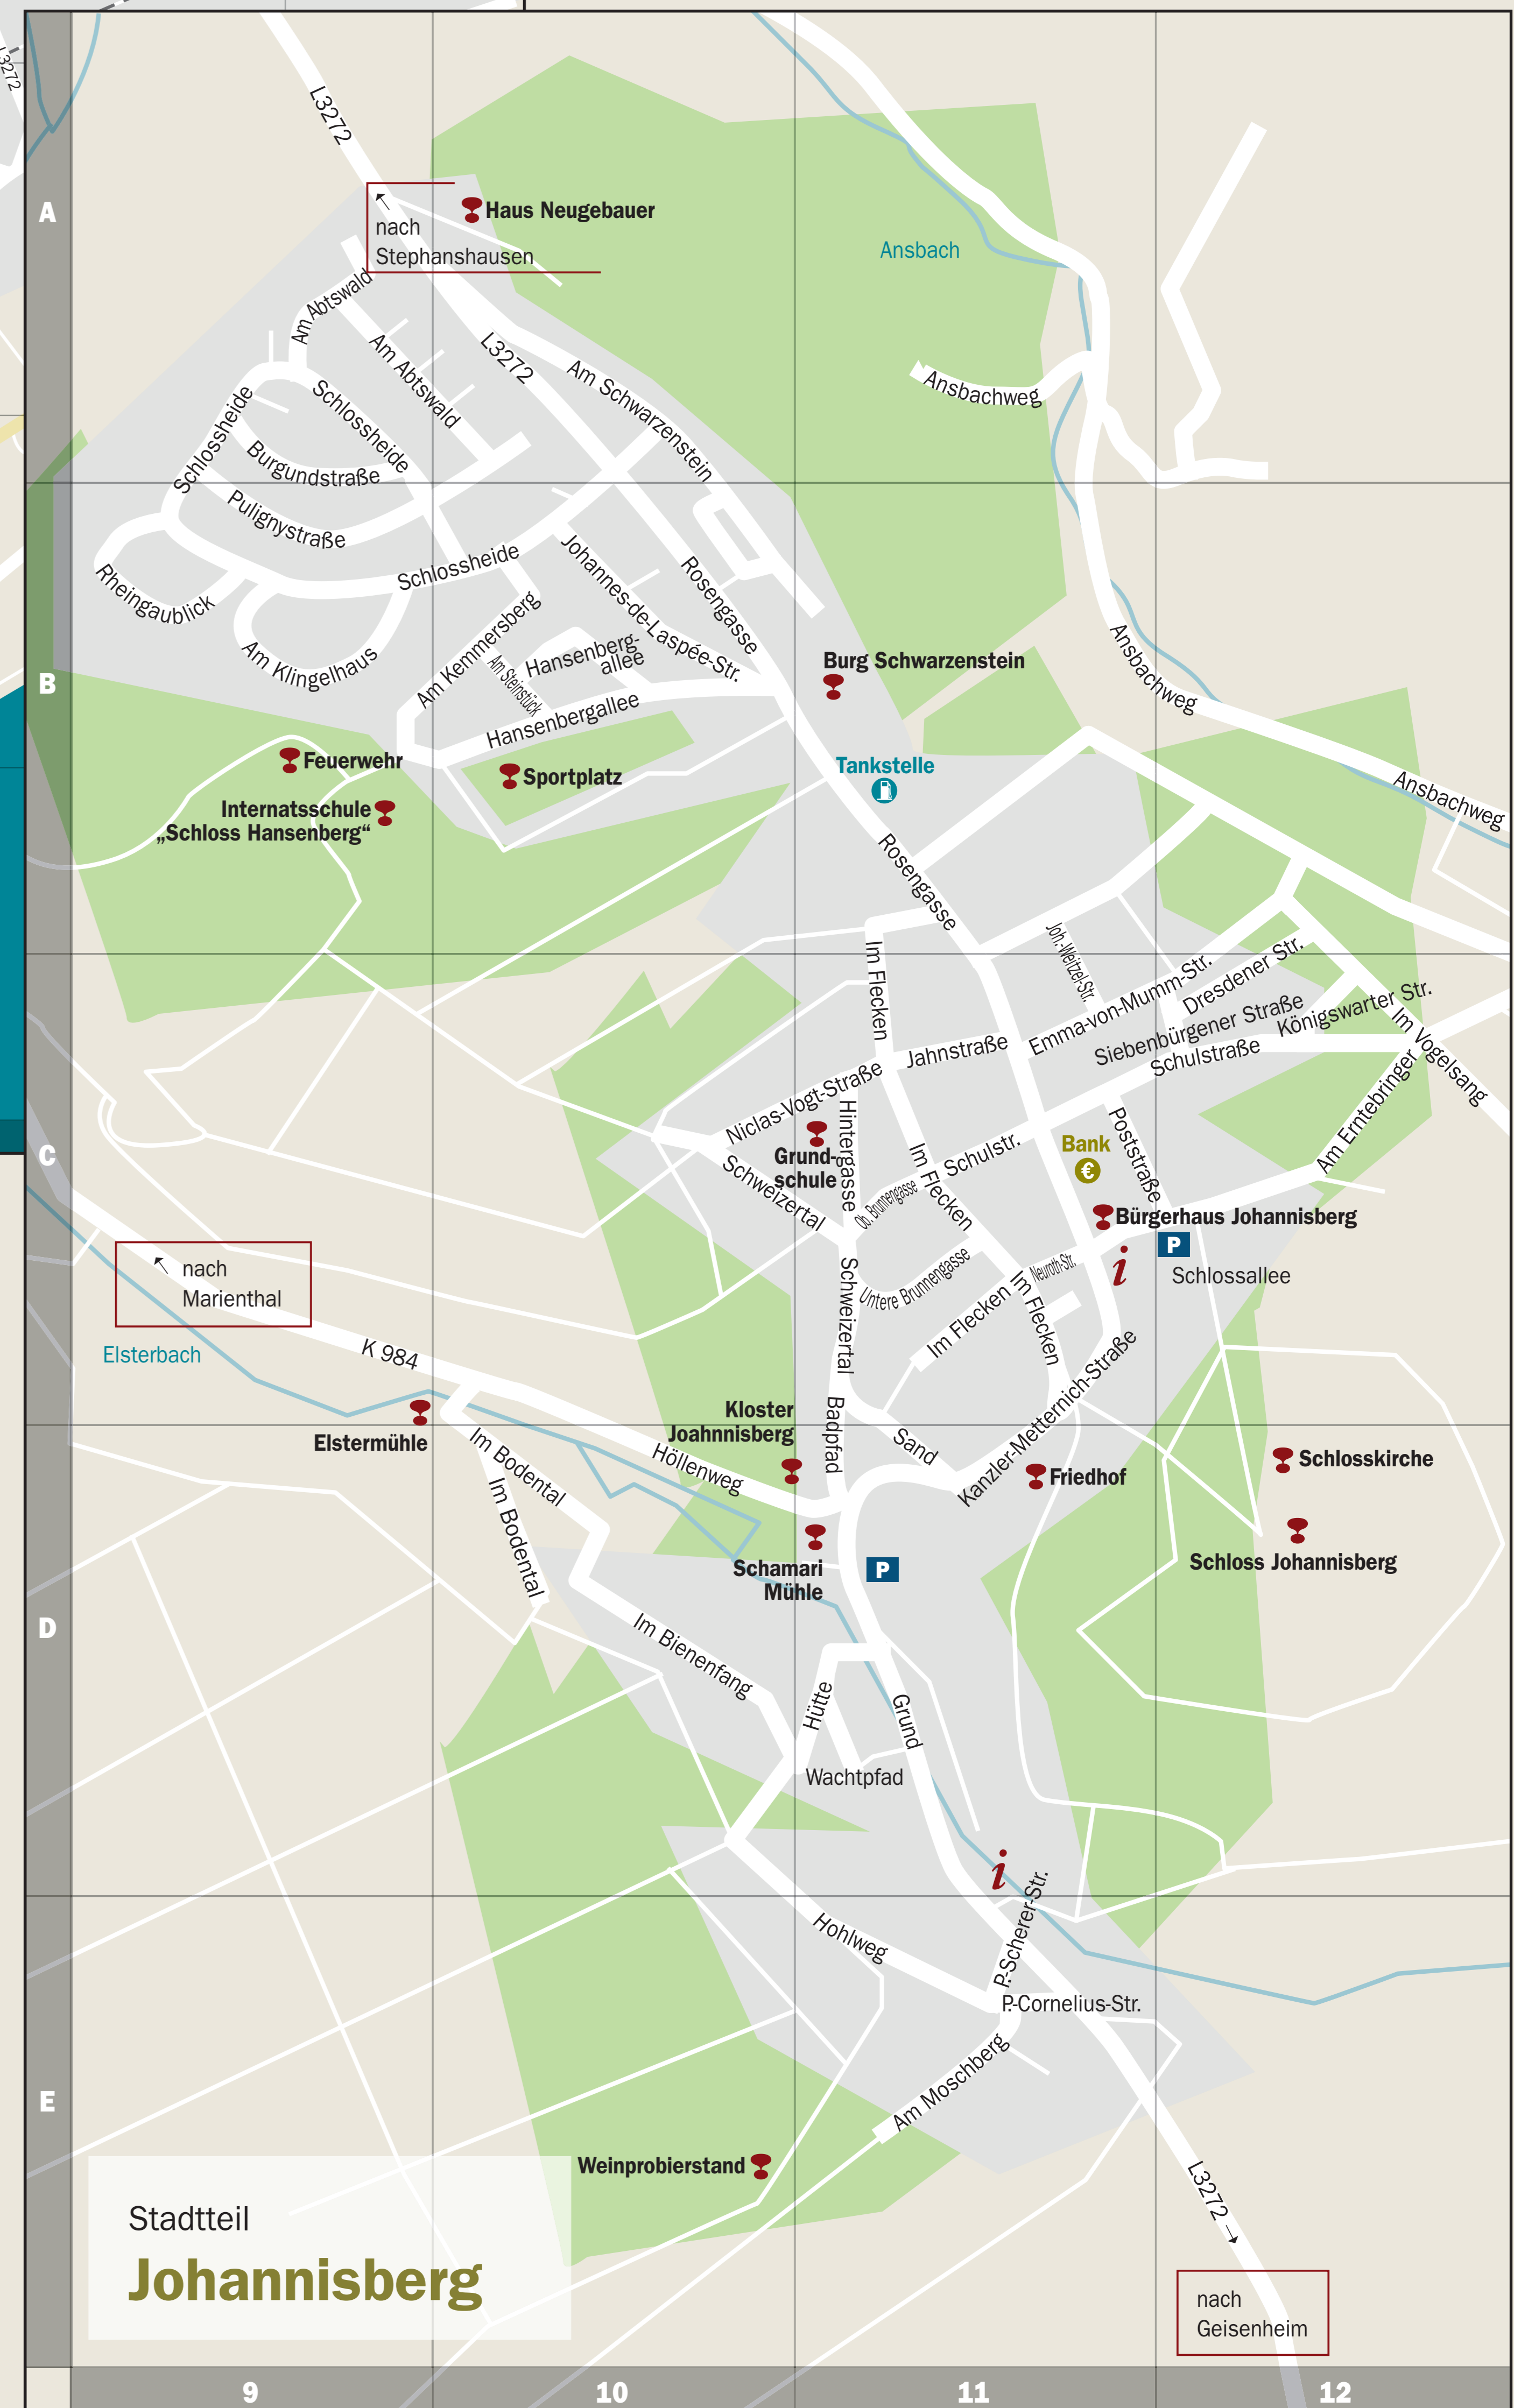 L3272
L3272
A
Haus Neugebauer
nach
Stephanshausen
Ansbach
Am Abtswald
Am Abtswald
L3272
Am Schwarzenstein
Ansbachweg
Schlossheide
Schlossheide
Burgundstraße
Pulignystraße
Schlossheide
Rheingaublick
Am Klingelhaus
Johannes-de-Laspée-Str.
Rosengasse
Am Kemmersberg
Am Steinstück
Hansenberg-
allee
Hansenbergallee
Ansbachweg
B
Burg Schwarzenstein
Feuerwehr
Sportplatz
Tankstelle
Internatsschule
„Schloss Hansenberg“
Ansbachweg
Rosengasse
Im Flecken
Joh.-Weitzel-Str.
Emma-von-Mumm-Str.
Dresdener Str.
Siebenbürgener Straße
Königswarter Str.
Im Vogelsang
Jahnstraße
Schulstraße
Niclas-Vogt-Straße
Hintergasse
Am Erntebringer
C
Grund-
schule
Schweizertal
Ob. Brunnengasse
Im Flecken
Schulstr.
Bank
€
Poststraße
Bürgerhaus Johannisberg
i
P
Schlossallee
nach
Marienthal
Schweizertal
Untere Brunnengasse
Neuroth-Str.
Im Flecken
Im Flecken
Elsterbach
K 984
Kloster
Joahnnisberg
Badpfad
Sand
Kanzler-Metternich-Straße
Elstermühle
Im Bodental
Im Bodental
Höllenweg
Friedhof
Schlosskirche
Schloss Johannisberg
Schamari
Mühle
P
D
Im Bienenfang
Hütte
Grund
Wachtpfad
i
P.-Scherer-Str.
Hohlweg
P.-Cornelius-Str.
Am Moschberg
E
Weinprobierstand
L3272 →
Stadtteil
Johannisberg
nach
Geisenheim
9
10
11
12